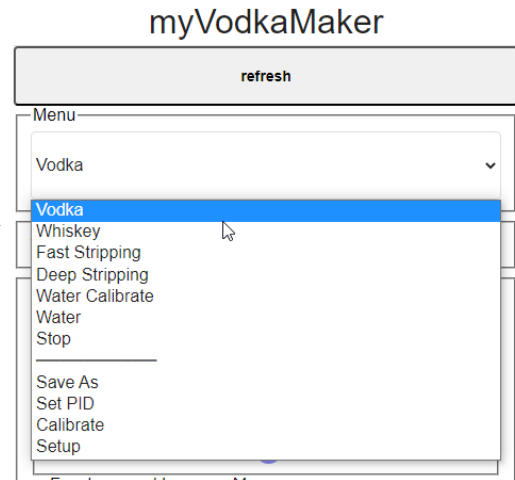 myVodkaMaker
refresh
Menu
Vodka
Vodka
Whiskey
Fast Stripping
Deep Stripping
Water Calibrate
Water
Stop
Save As
Set PID
Calibrate
Setup